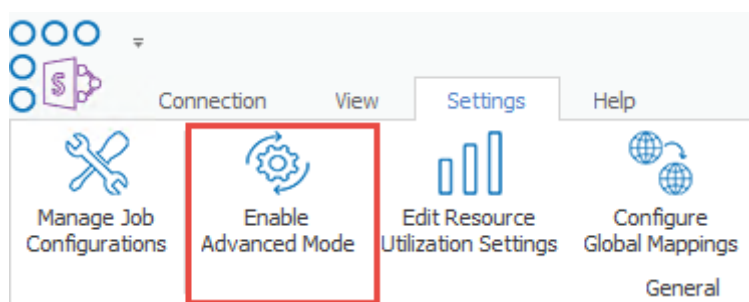 S
Connection View Settings Help
Manage Job Enable Edit Resource Configure
Configurations Advanced Mode Utilization Settings Global Mappings
General